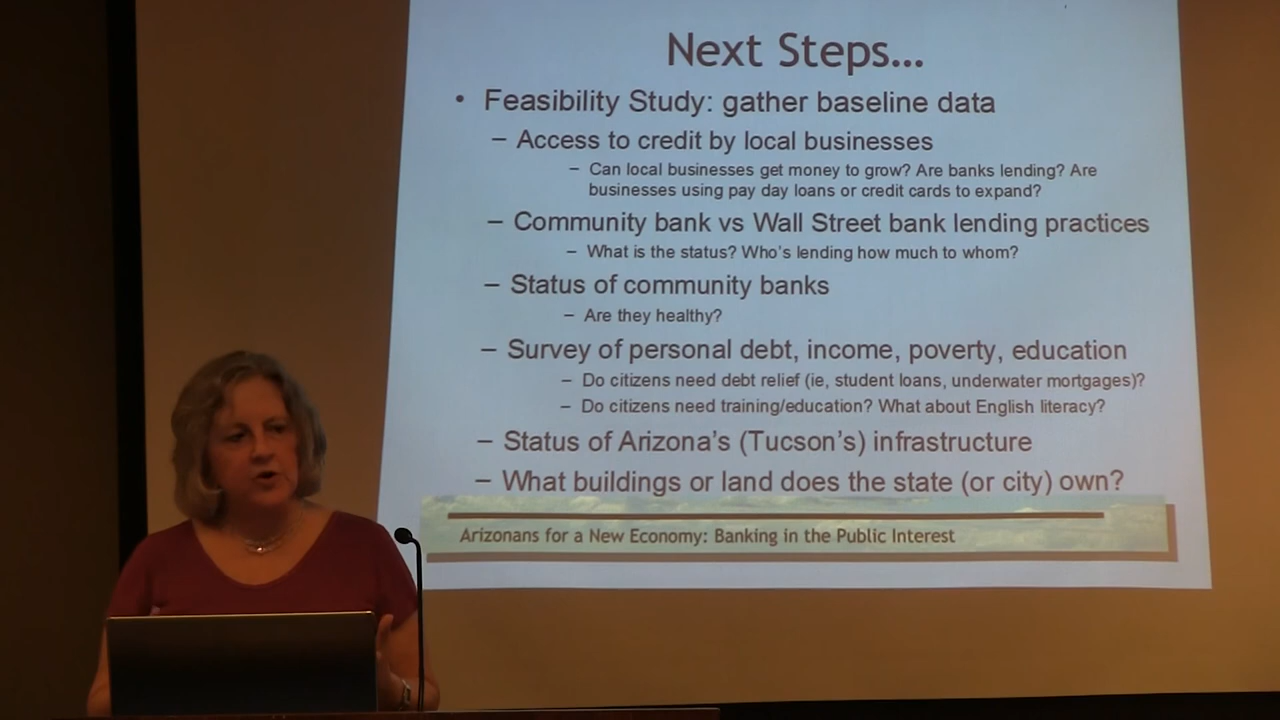 Next Steps...
• Feasibility Study: gather baseline data
– Access to credit by local businesses
– Can local businesses get money to grow? Are banks lending? Are
businesses using pay day loans or credit cards to expand?
– Community bank vs Wall Street bank lending practices
– What is the status? Who's lending how much to whom?
– Status of community banks
– Are they healthy?
– Survey of personal debt, income, poverty, education
– Do citizens need debt relief (ie, student loans, underwater mortgages)?
– Do citizens need training/education? What about English literacy?
– Status of Arizona's (Tucson's) infrastructure
– What buildings or land does the state (or city) own?
Arizonans for a New Economy: Banking in the Public Interest